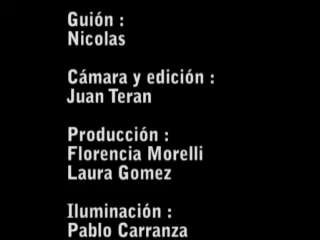 Guión :
Nicolas
Cámara y edición :
Juan Teran
Producción :
Florencia Morelli
Laura Gomez
Iluminación :
Pablo Carranza